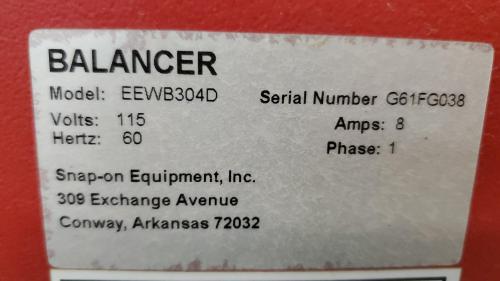 BALANCER
Model: EEWB304D Serial Number G61FG038
Volts: 115 Amps: 8
Hertz: 60 Phase: 1
Snap-on Equipment, Inc.
309 Exchange Avenue
Conway, Arkansas 72032